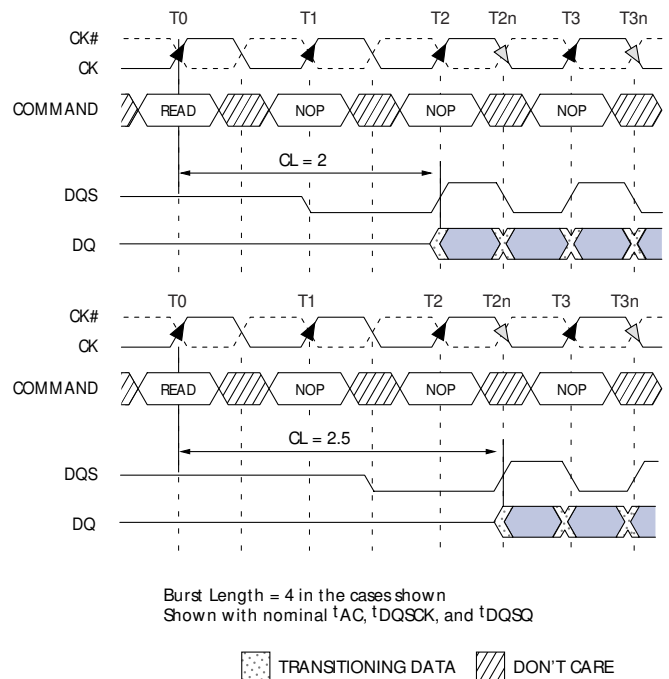 T0 T1 T2 T2n T3 T3n
CK#
CK
COMMAND READ NOP NOP NOP
CL = 2
DQS
DQ
T0 T1 T2 T2n T3 T3n
CK#
CK
COMMAND READ NOP NOP NOP
CL = 2.5
DQS
DQ
Burst Length = 4 in the cases shown
Shown with nominal tAC, tDQSCK, and tDQSQ
TRANSITIONING DATA DON'T CARE